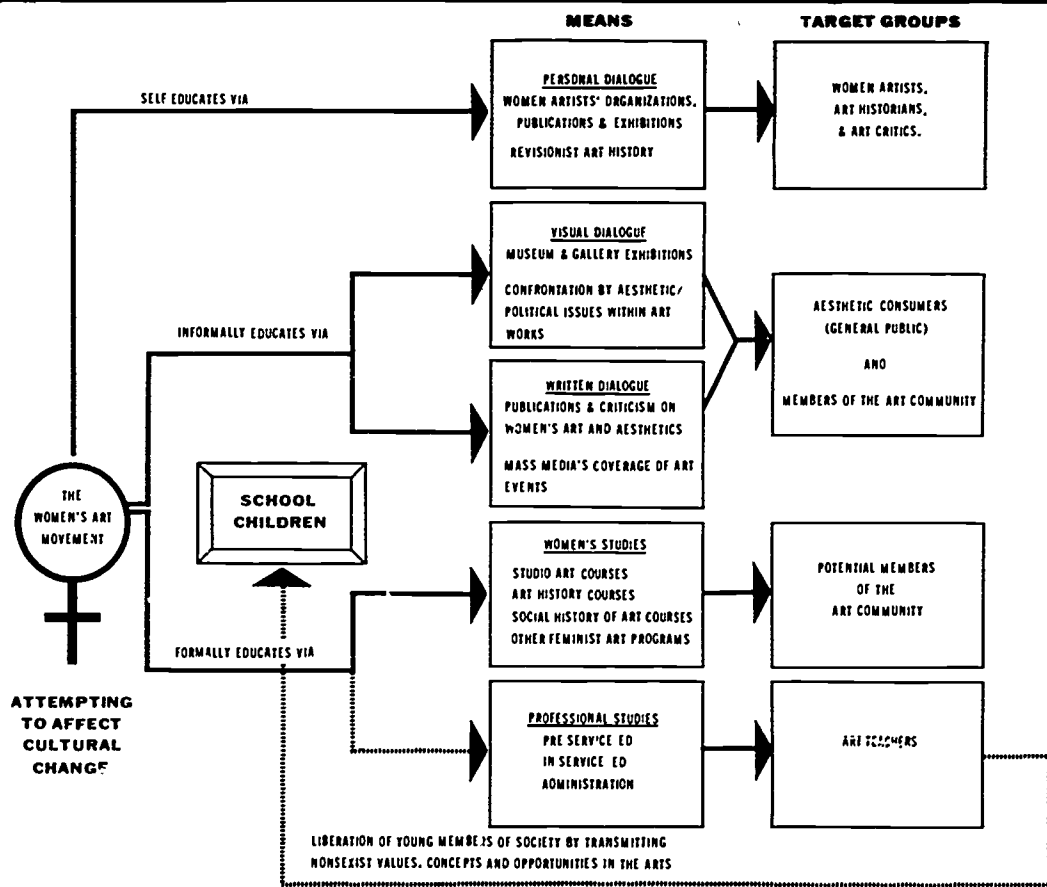 MEANS
TARGET GROUPS
SELF EDUCATES VIA
PERSONAL DIALOGUE
WOMEN ARTISTS' ORGANIZATIONS,
PUBLICATIONS & EXHIBITIONS
REVISIONIST ART HISTORY
WOMEN ARTISTS,
ART HISTORIANS,
& ART CRITICS.
INFORMALLY EDUCATES VIA
VISUAL DIALOGUE
MUSEUM & GALLERY EXHIBITIONS
CONFRONTATION BY AESTHETIC/
POLITICAL ISSUES WITHIN ART
WORKS
WRITTEN DIALOGUE
PUBLICATIONS & CRITICISM ON
WOMEN'S ART AND AESTHETICS
MASS MEDIA'S COVERAGE OF ART
EVENTS
AESTHETIC CONSUMERS
(GENERAL PUBLIC)
AND
MEMBERS OF THE ART COMMUNITY
THE
WOMEN'S ART
MOVEMENT
ATTEMPTING
TO AFFECT
CULTURAL
CHANGE
SCHOOL
CHILDREN
FORMALLY EDUCATES VIA
WOMEN'S STUDIES
STUDIO ART COURSES
ART HISTORY COURSES
SOCIAL HISTORY OF ART COURSES
OTHER FEMINIST ART PROGRAMS
POTENTIAL MEMBERS
OF THE
ART COMMUNITY
PROFESSIONAL STUDIES
PRE SERVICE ED
IN SERVICE ED
ADMINISTRATION
ART TEACHERS
LIBERATION OF YOUNG MEMBERS OF SOCIETY BY TRANSMITTING
NONSEXIST VALUES, CONCEPTS AND OPPORTUNITIES IN THE ARTS